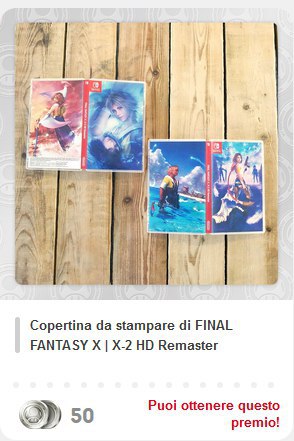 Copertina da stampare di FINAL
FANTASY X | X-2 HD Remaster
50
Puoi ottenere questo
premio!